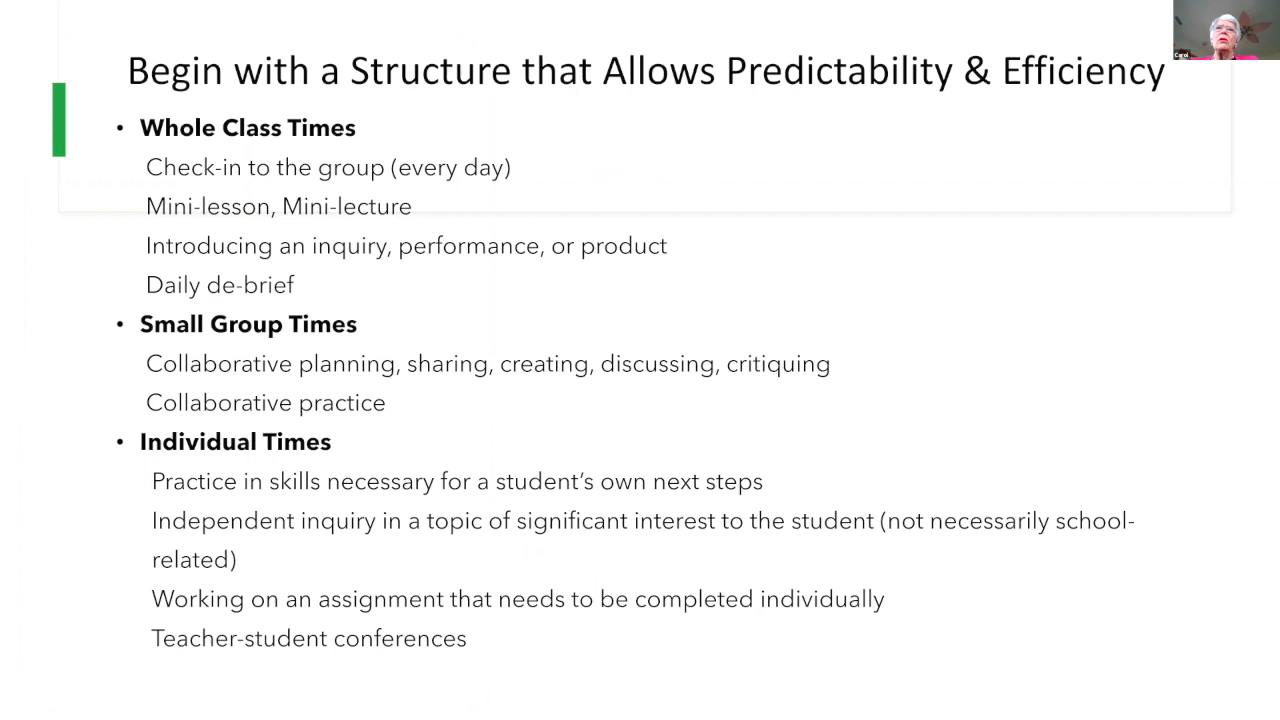 Begin with a Structure that Allows Predictability & Efficiency
• Whole Class Times
Check-in to the group (every day)
Mini-lesson, Mini-lecture
Introducing an inquiry, performance, or product
Daily de-brief
• Small Group Times
Collaborative planning, sharing, creating, discussing, critiquing
Collaborative practice
• Individual Times
Practice in skills necessary for a student’s own next steps
Independent inquiry in a topic of significant interest to the student (not necessarily school-
related)
Working on an assignment that needs to be completed individually
Teacher-student conferences
Carol